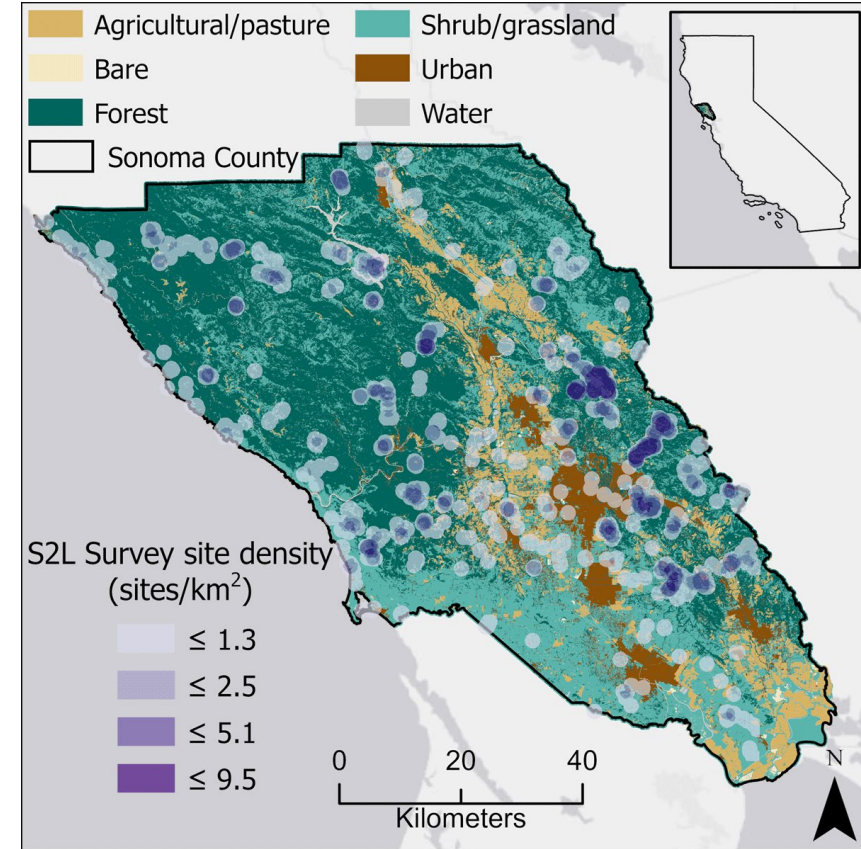 Agricultural/pasture
Shrub/grassland
Bare
Urban
Forest
Water
Sonoma County
S2L Survey site density
(sites/km²)
≤ 1.3
≤ 2.5
≤ 5.1
≤ 9.5
0 20 40
Kilometers
N